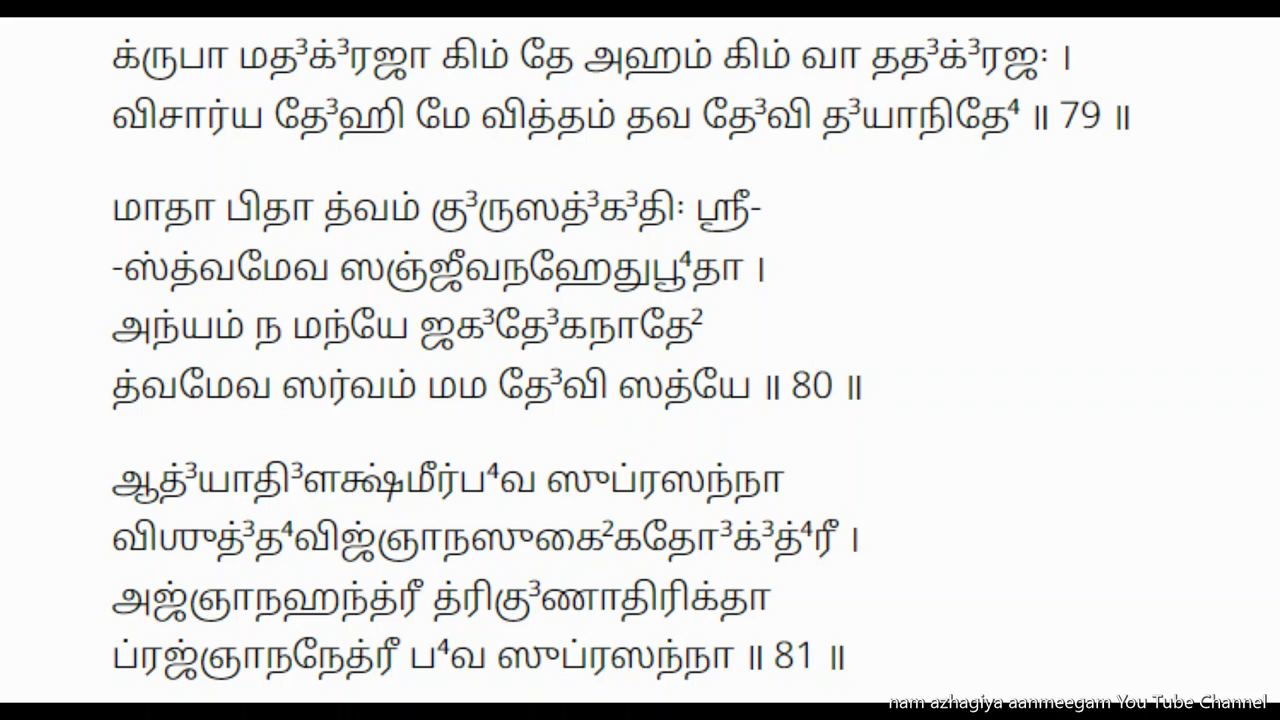 க்ருபா மத³க்³ரஜா கிம் தே அஹம் கிம் வா தத³க்³ரஜ꞉ ।
விசார்ய தே³ஹி மே வித்தம் தவ தே³வி த³யாநிதே⁴ ॥ 79 ॥
மாதா பிதா த்வம் கு³ருஸத்³க³தி꞉ ஶ்ரீ-
-ஸ்த்வமேவ ஸஞ்ஜீவநஹேதுபூ⁴தா ।
அந்யம் ந மந்யே ஜக³தே³கநாதே²
த்வமேவ ஸர்வம் மம தே³வி ஸத்யே ॥ 80 ॥
ஆத்³யாதி³ளக்ஷ்மீர்ப⁴வ ஸுப்ரஸந்நா
விஶுத்³த⁴விஜ்ஞாநஸுகை²கதோ³க்³த்⁴ரீ ।
அஜ்ஞாநஹந்த்ரீ த்ரிகு³ணாதிரிக்தா
ப்ரஜ்ஞாநநேத்ரீ ப⁴வ ஸுப்ரஸந்நா ॥ 81 ॥
nam azhagiya aanmeegam You Tube Channel